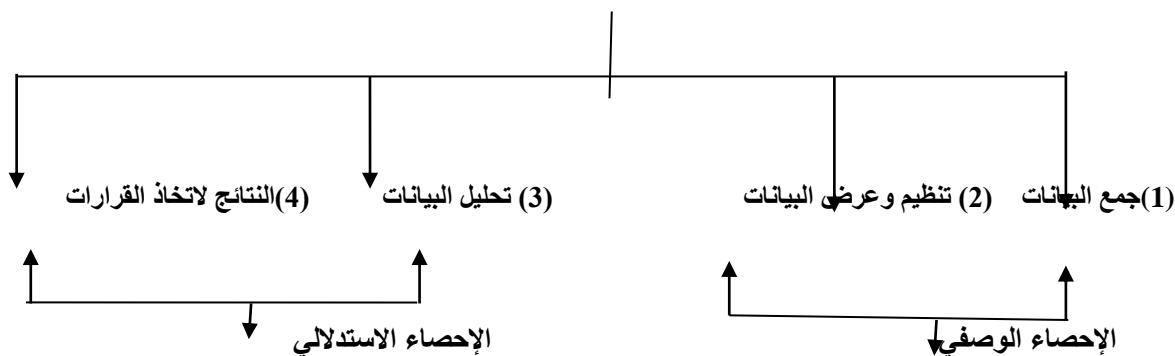 (1)جمع البيانات
(2) تنظيم وعرض البيانات
(3) تحليل البيانات
(4)النتائج لاتخاذ القرارات
الإحصاء الوصفي
الإحصاء الاستدلالي